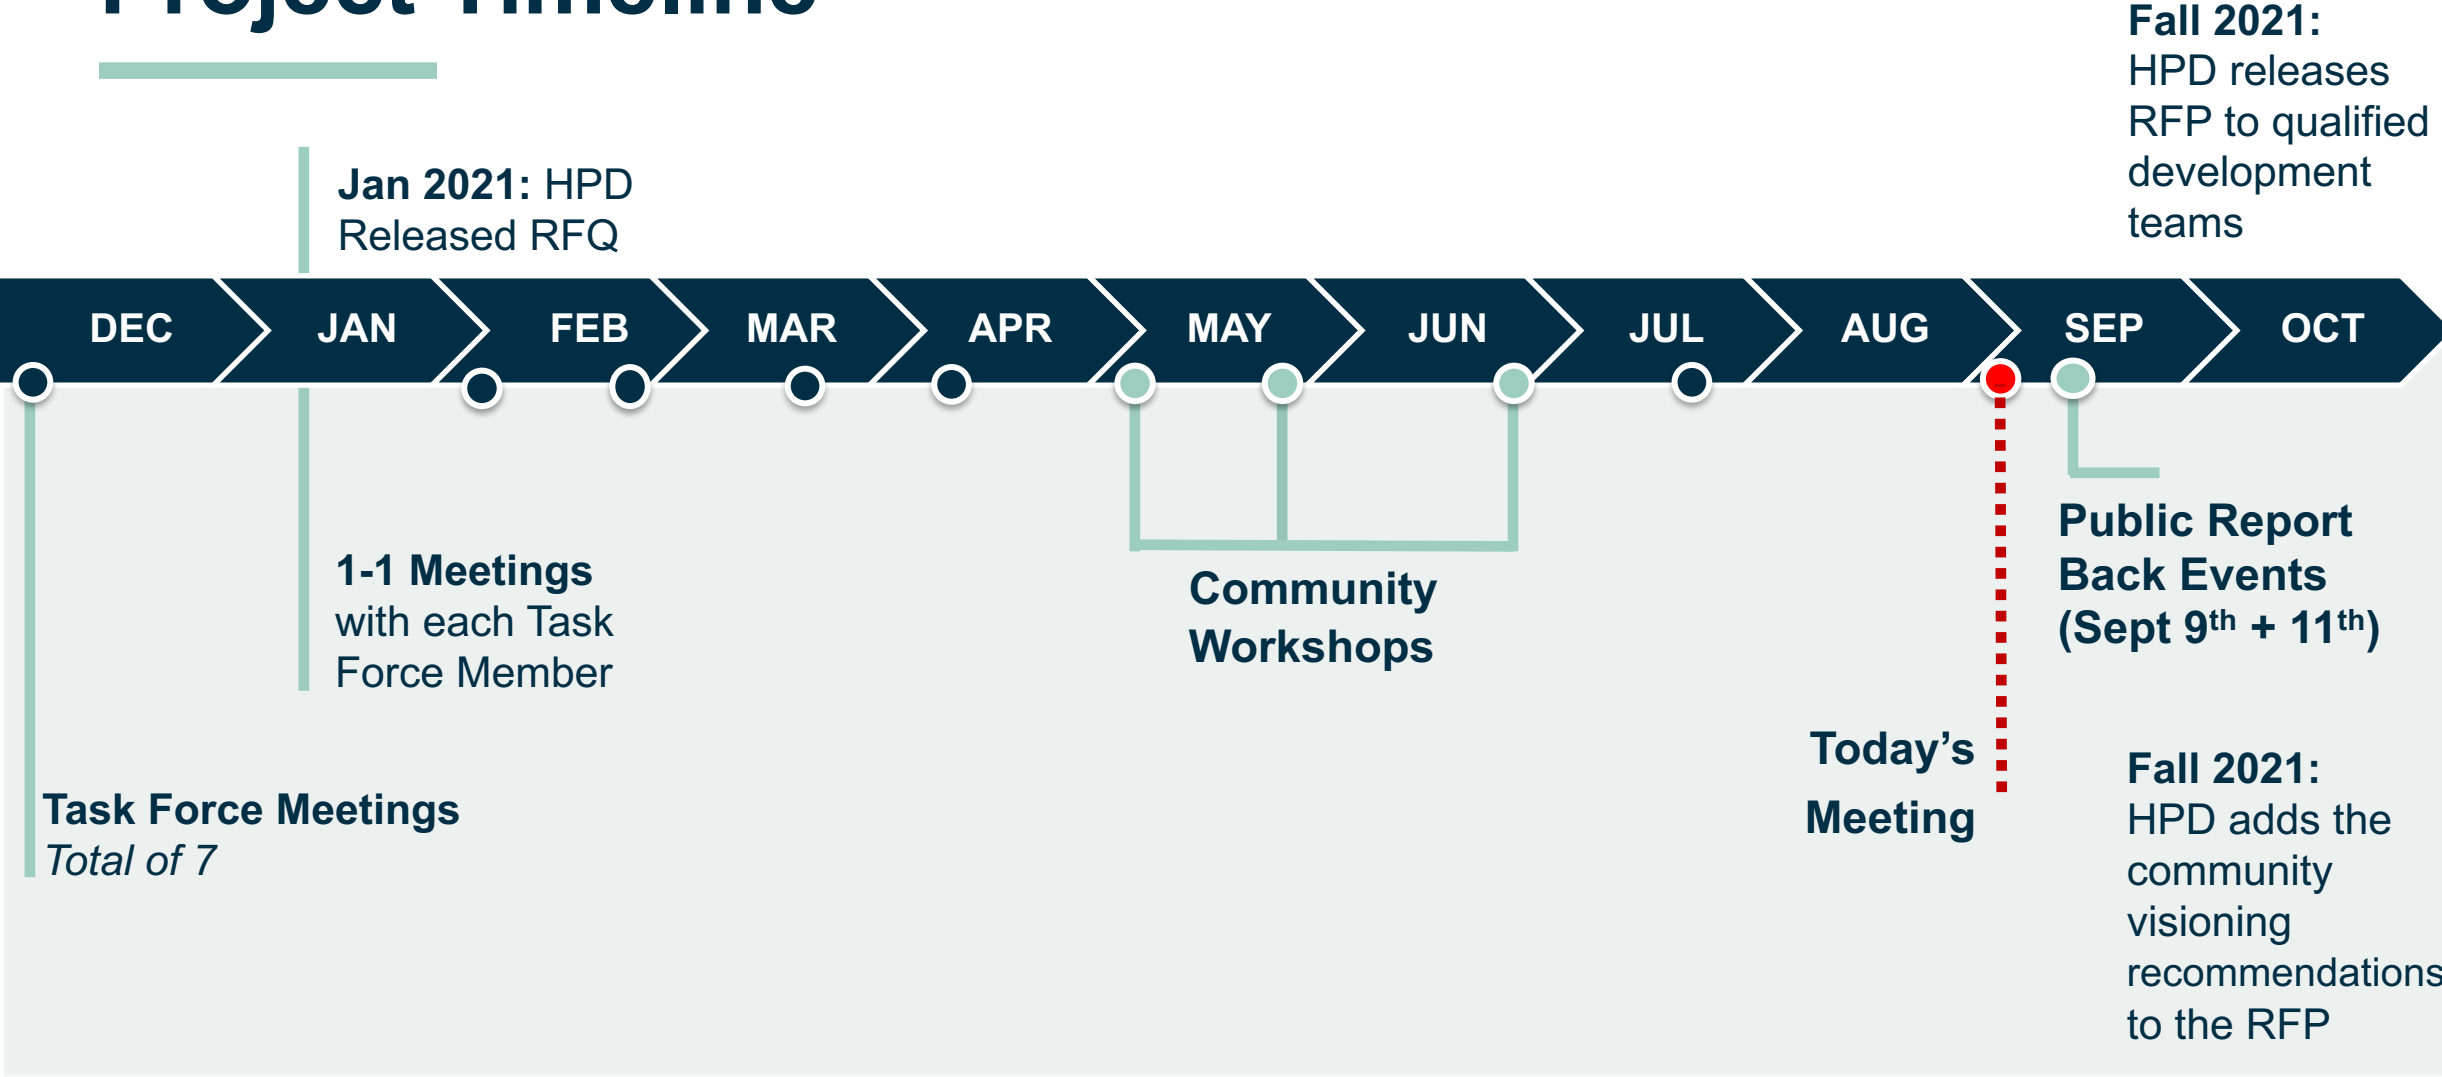 Project Timeline
Fall 2021:
HPD releases
RFP to qualified
development
teams
Jan 2021: HPD
Released RFQ
DEC JAN FEB MAR APR MAY JUN JUL AUG SEP OCT
1-1 Meetings
with each Task
Force Member
Community
Workshops
Public Report
Back Events
(Sept 9th + 11th)
Task Force Meetings
Total of 7
Today’s
Meeting
Fall 2021:
HPD adds the
community
visioning
recommendations
to the RFP